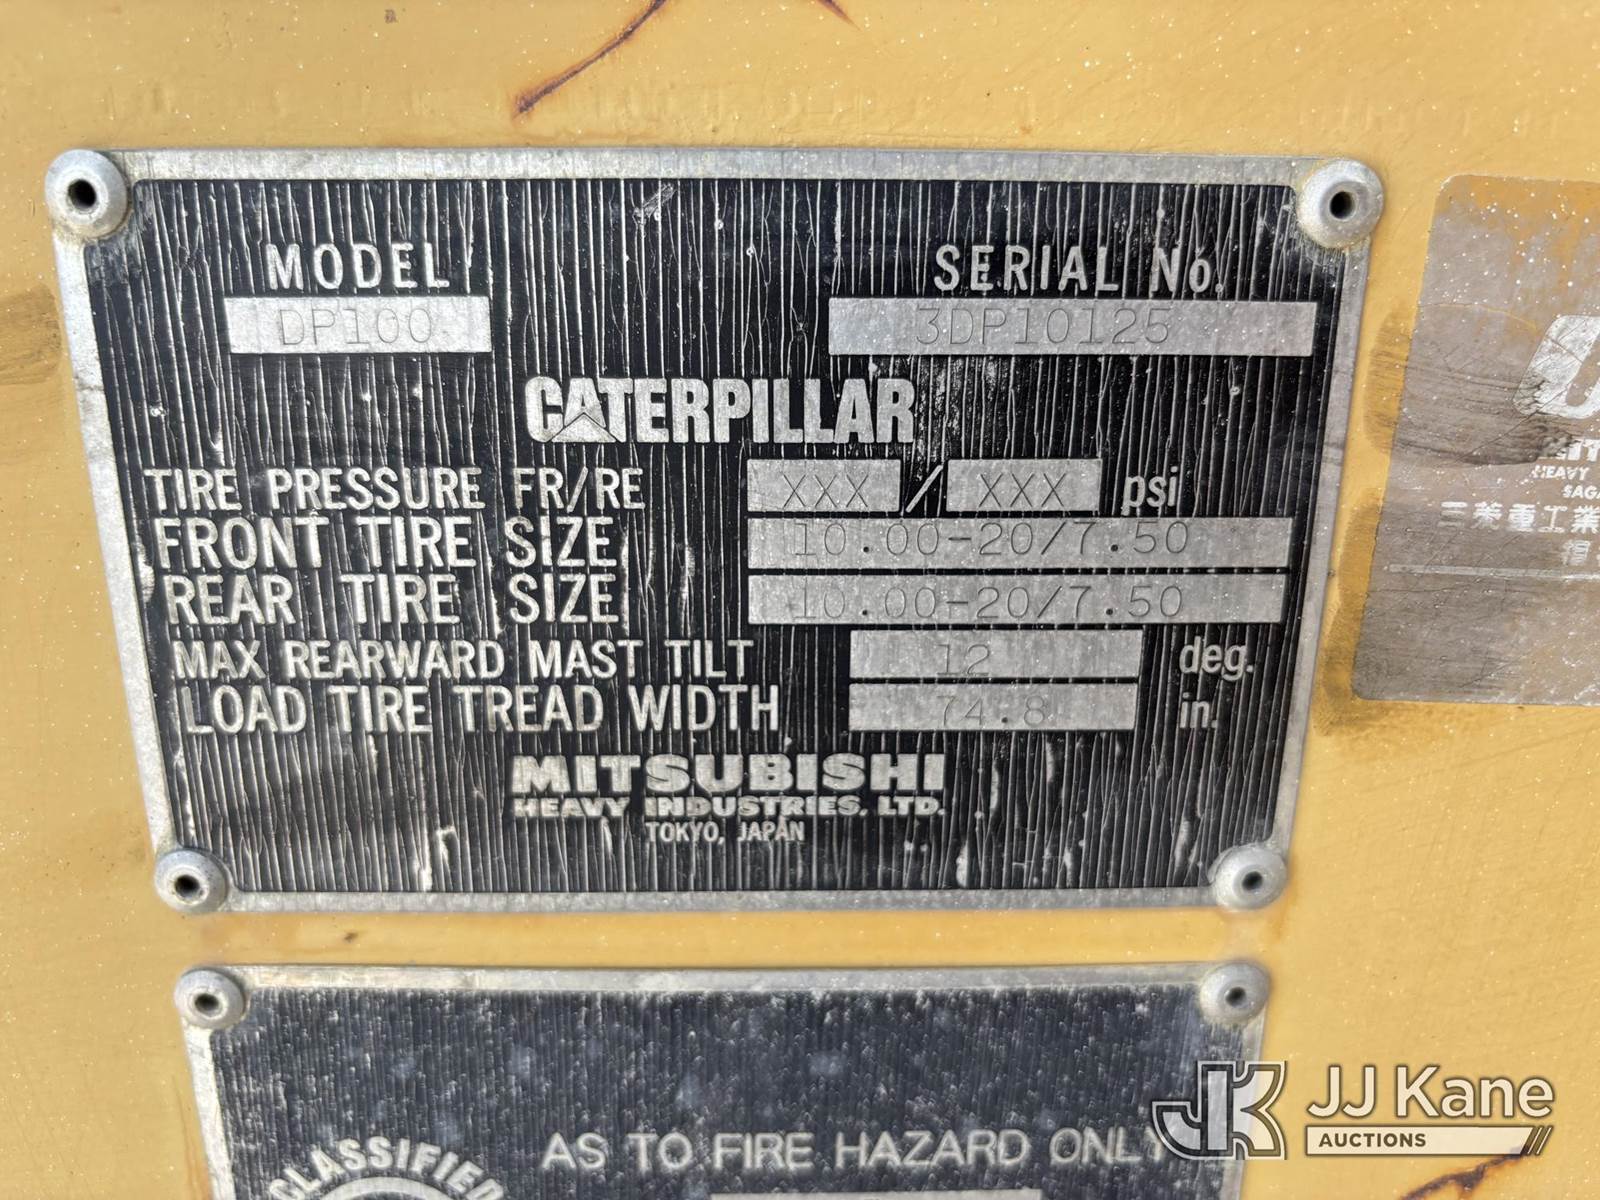 MODEL SERIAL No.
DP100 3DP10125
CATERPILLAR
TIRE PRESSURE FR/RE XXX / XXX psi
FRONT TIRE SIZE 10.00-20/7.50
REAR TIRE SIZE 10.00-20/7.50
MAX REARWARD MAST TILT 12 deg.
LOAD TIRE TREAD WIDTH 74.8 in.
MITSUBISHI
HEAVY INDUSTRIES, LTD.
TOKYO, JAPAN
HEAVY
三菱重工業
CLASSIFIED
AS TO FIRE HAZARD ONLY
JK JJ Kane
AUCTIONS